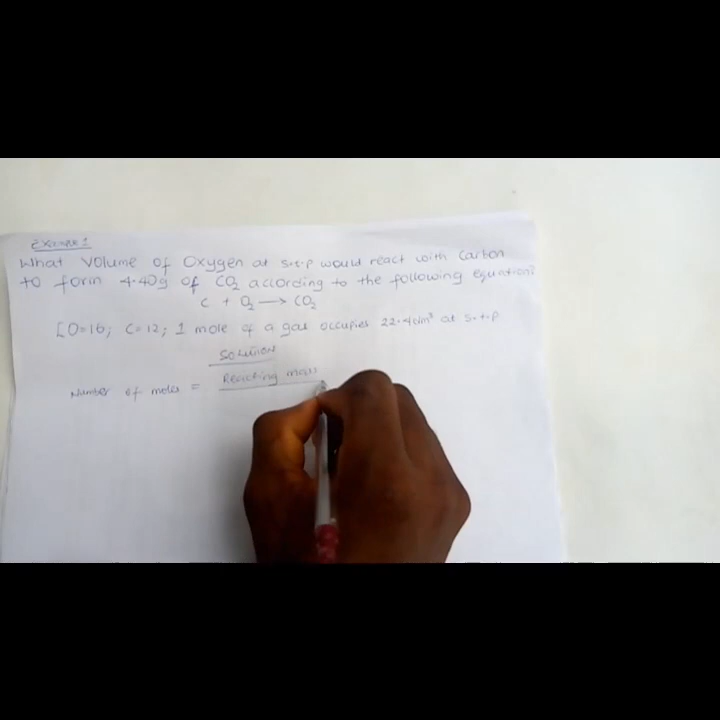 Example 1
What Volume of Oxygen at s.t.p would react with Carbon
to form 4.40g of CO₂ according to the following equation?
C + O₂ → CO₂
[O=16; C=12; 1 mole of a gas occupies 22.4dm³ at s.t.p
Solution
Number of moles = Reacting mass